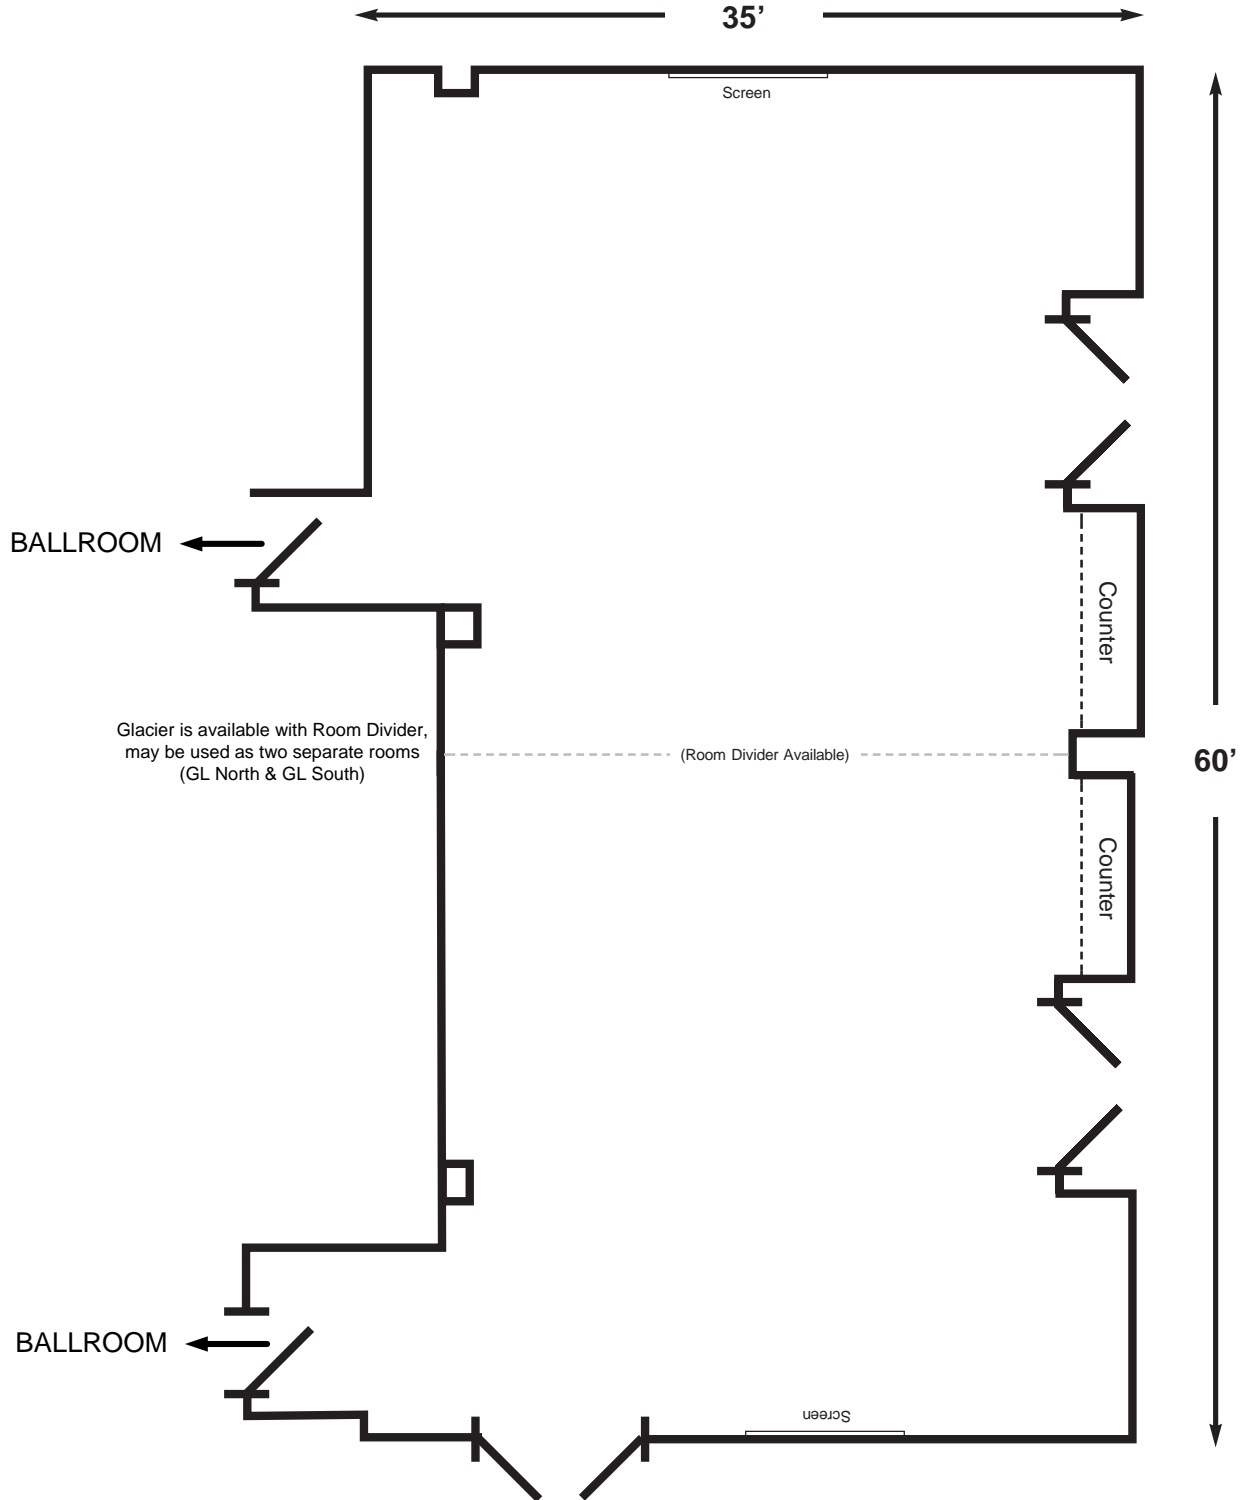 35’
Screen
BALLROOM
Counter
Glacier is available with Room Divider,
may be used as two separate rooms
(GL North & GL South)
(Room Divider Available)
60’
Counter
BALLROOM
Screen